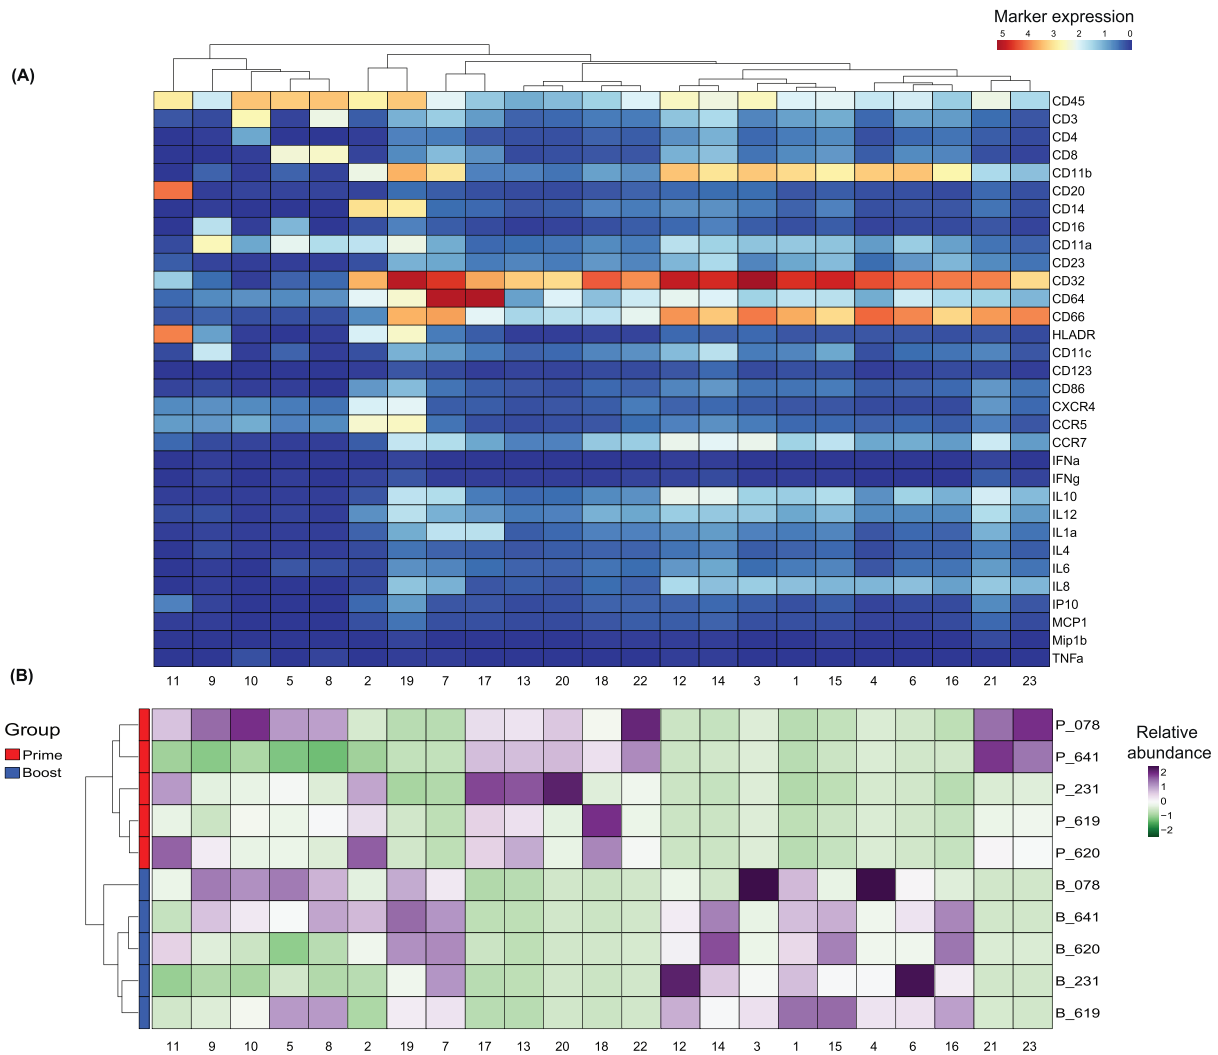 Marker expression
5 4 3 2 1 0
(A)
CD45
CD3
CD4
CD8
CD11b
CD20
CD14
CD16
CD11a
CD23
CD32
CD64
CD66
HLADR
CD11c
CD123
CD86
CXCR4
CCR5
CCR7
IFNa
IFNg
IL10
IL12
IL1a
IL4
IL6
IL8
IP10
MCP1
Mip1b
TNFa
11 9 10 5 8 2 19 7 17 13 20 18 22 12 14 3 1 15 4 6 16 21 23
(B)
Group
Prime
Boost
P_078
P_641
P_231
P_619
P_620
B_078
B_641
B_620
B_231
B_619
Relative
abundance
2
1
0
−1
−2
11 9 10 5 8 2 19 7 17 13 20 18 22 12 14 3 1 15 4 6 16 21 23